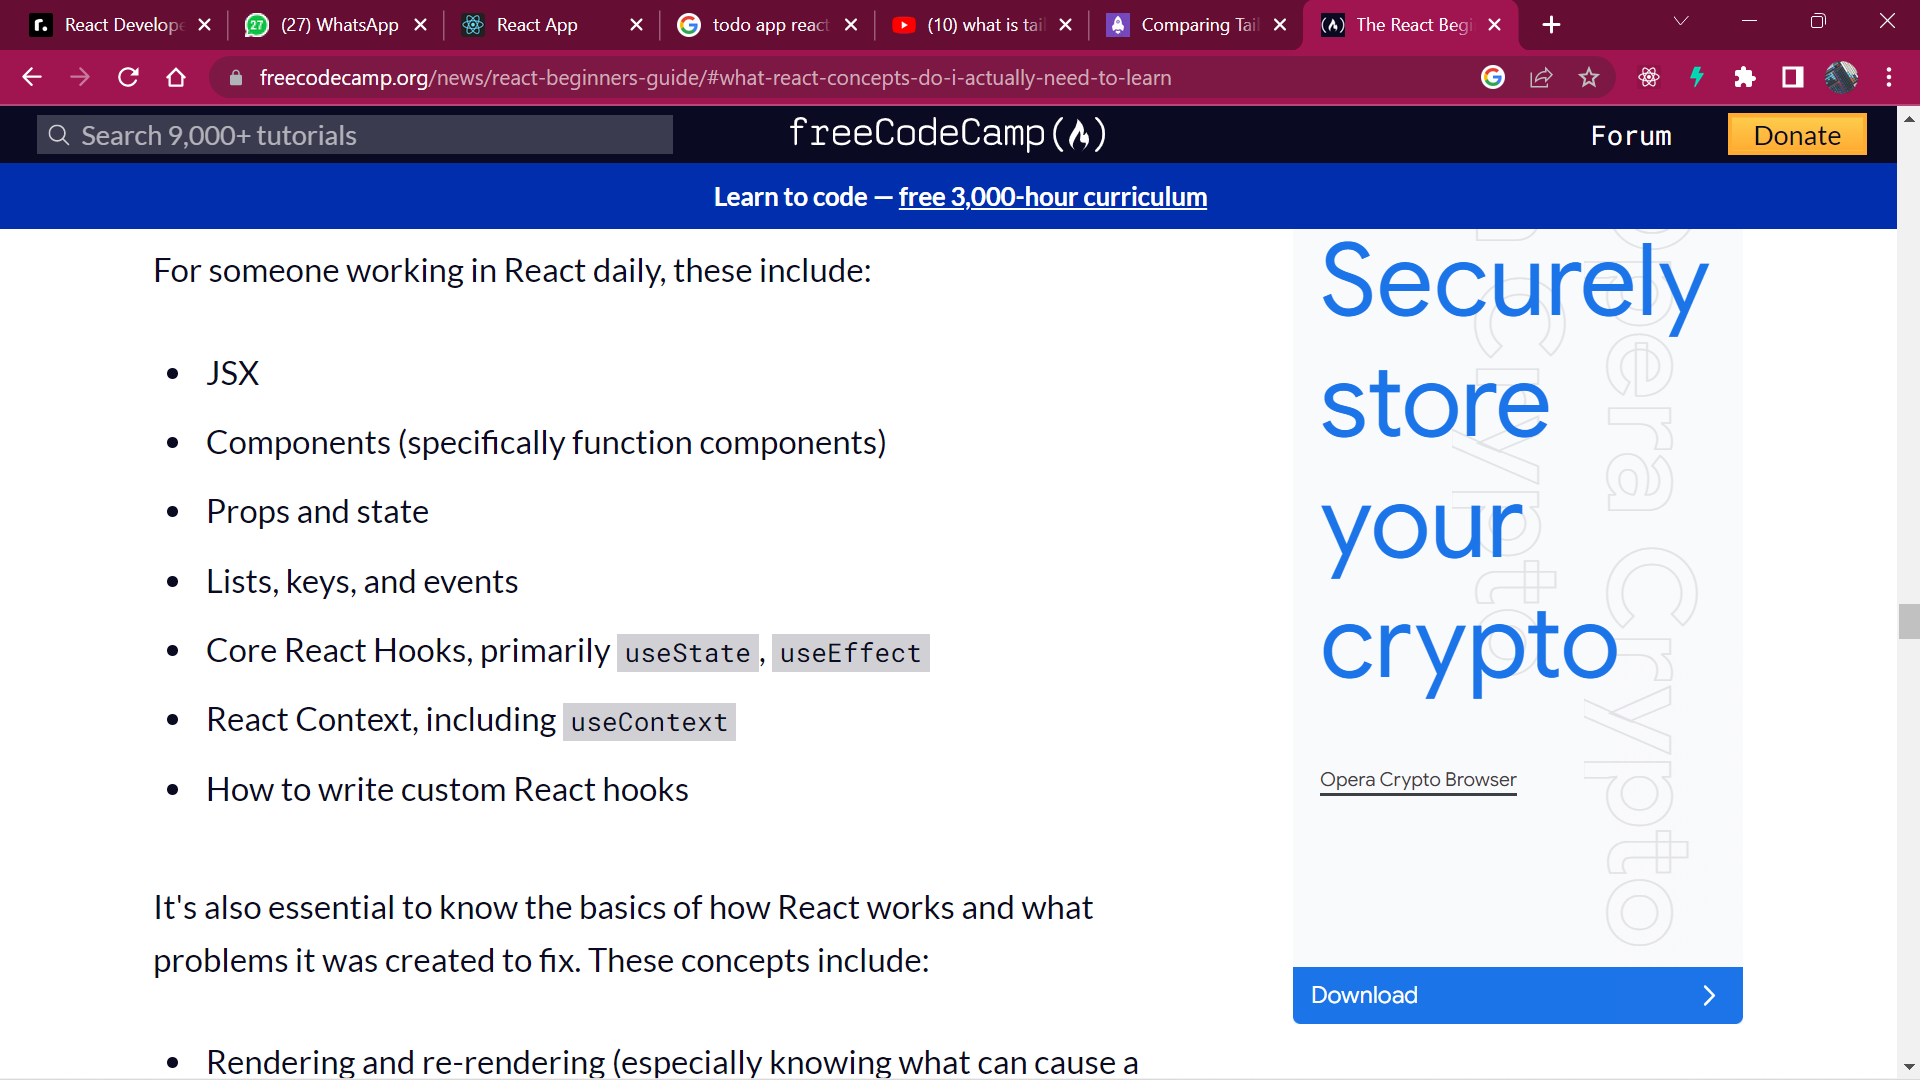 React Develope
(27) WhatsApp
React App
todo app react
(10) what is tail
Comparing Tail
The React Begi
freecodecamp.org/news/react-beginners-guide/#what-react-concepts-do-i-actually-need-to-learn
Search 9,000+ tutorials
freeCodeCamp
Forum
Donate
Learn to code — free 3,000-hour curriculum
For someone working in React daily, these include:
JSX
Components (specifically function components)
Props and state
Lists, keys, and events
Core React Hooks, primarily useState, useEffect
React Context, including useContext
How to write custom React hooks
It's also essential to know the basics of how React works and what
problems it was created to fix. These concepts include:
Rendering and re-rendering (especially knowing what can cause a
Securely
store
your
crypto
Opera Crypto Browser
Download
Opera Crypto
Crypto